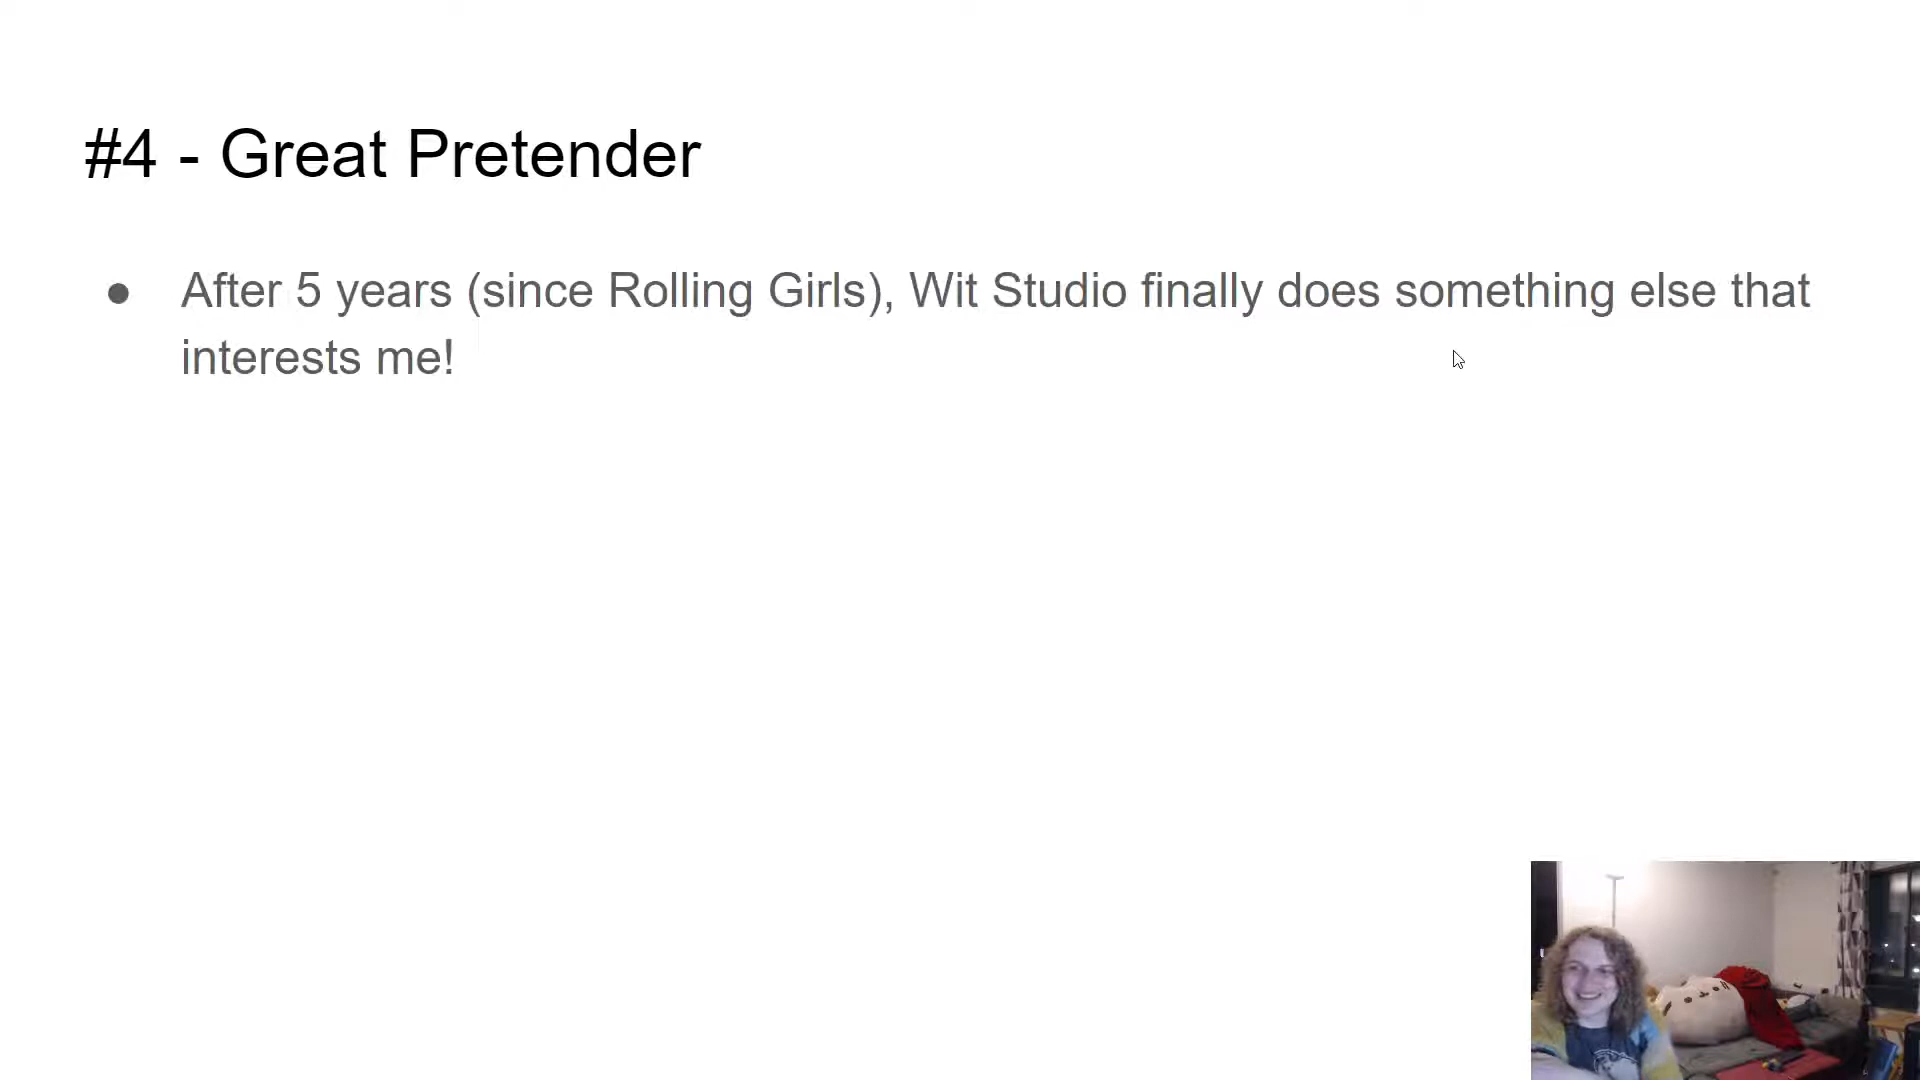 #4 - Great Pretender
● After 5 years (since Rolling Girls), Wit Studio finally does something else that
interests me!